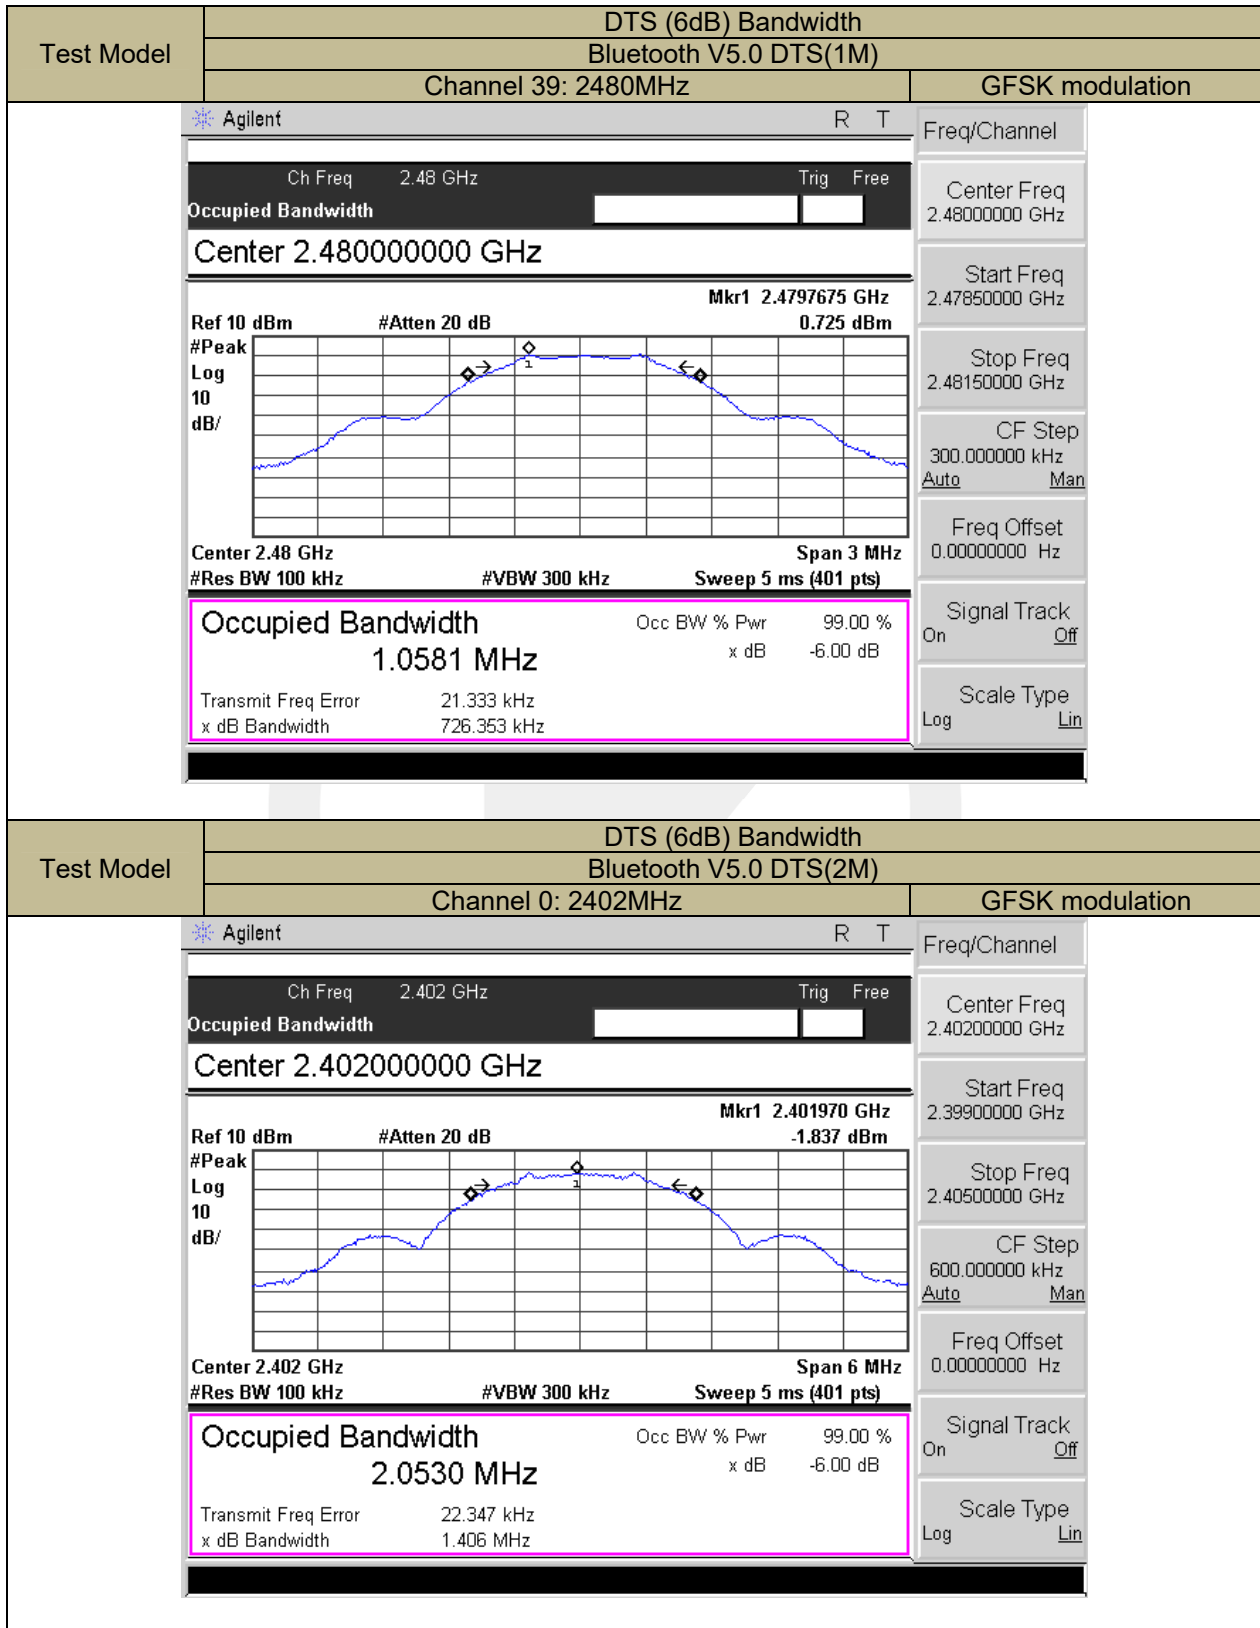 DTS (6dB) Bandwidth
Test Model
Bluetooth V5.0 DTS(1M)
Channel 39: 2480MHz GFSK modulation
Agilent R T
Freq/Channel
Ch Freq 2.48 GHz Trig Free
Occupied Bandwidth
Center Freq
2.48000000 GHz
Center 2.480000000 GHz
Start Freq
2.47850000 GHz
Mkr1 2.4797675 GHz
Ref 10 dBm #Atten 20 dB 0.725 dBm
#Peak
Log
10
dB/
1
Stop Freq
2.48150000 GHz
CF Step
300.000000 kHz
Auto Man
Freq Offset
0.00000000 Hz
Center 2.48 GHz Span 3 MHz
#Res BW 100 kHz #VBW 300 kHz Sweep 5 ms (401 pts)
Occupied Bandwidth Occ BW % Pwr 99.00 %
1.0581 MHz x dB -6.00 dB
Signal Track
On Off
Transmit Freq Error 21.333 kHz
x dB Bandwidth 726.353 kHz
Scale Type
Log Lin
DTS (6dB) Bandwidth
Test Model
Bluetooth V5.0 DTS(2M)
Channel 0: 2402MHz GFSK modulation
Agilent R T
Freq/Channel
Ch Freq 2.402 GHz Trig Free
Occupied Bandwidth
Center Freq
2.40200000 GHz
Center 2.402000000 GHz
Start Freq
2.39900000 GHz
Mkr1 2.401970 GHz
Ref 10 dBm #Atten 20 dB -1.837 dBm
#Peak
Log
10
dB/
1
Stop Freq
2.40500000 GHz
CF Step
600.000000 kHz
Auto Man
Freq Offset
0.00000000 Hz
Center 2.402 GHz Span 6 MHz
#Res BW 100 kHz #VBW 300 kHz Sweep 5 ms (401 pts)
Occupied Bandwidth Occ BW % Pwr 99.00 %
2.0530 MHz x dB -6.00 dB
Signal Track
On Off
Transmit Freq Error 22.347 kHz
x dB Bandwidth 1.406 MHz
Scale Type
Log Lin